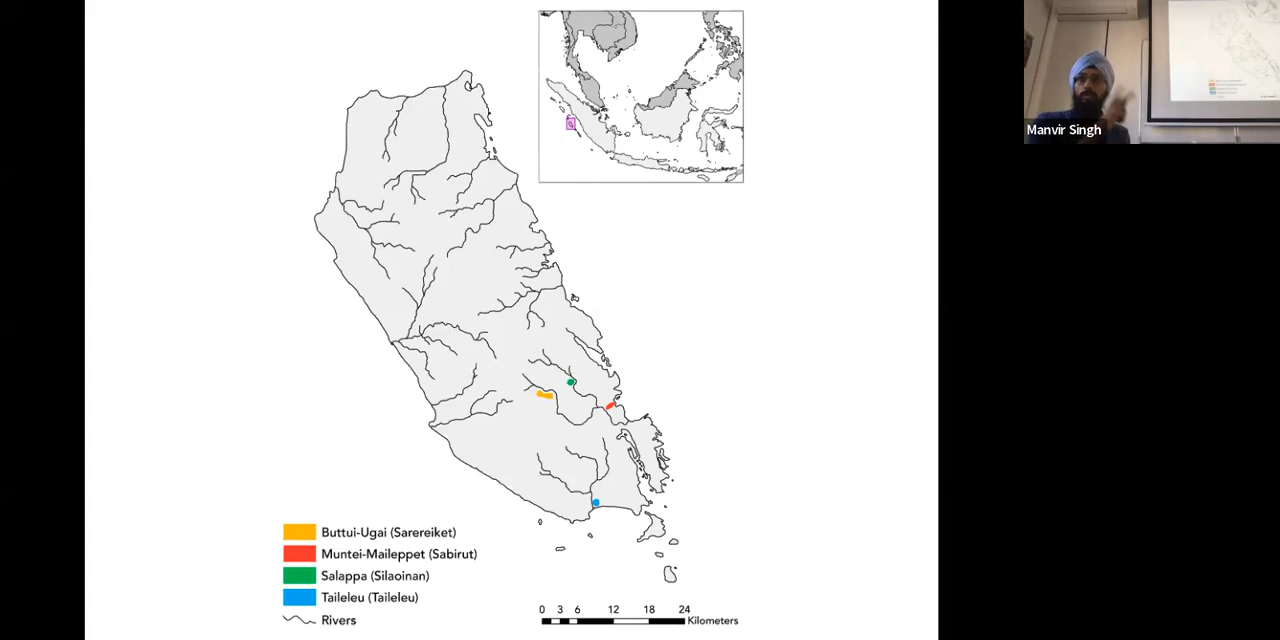 Manvir Singh
Buttui-Ugai (Sarereiket)
Muntei-Maileppet (Sabirut)
Salappa (Silaoinan)
Taileleu (Taileleu)
Rivers
0 3 6 12 18 24
Kilometers